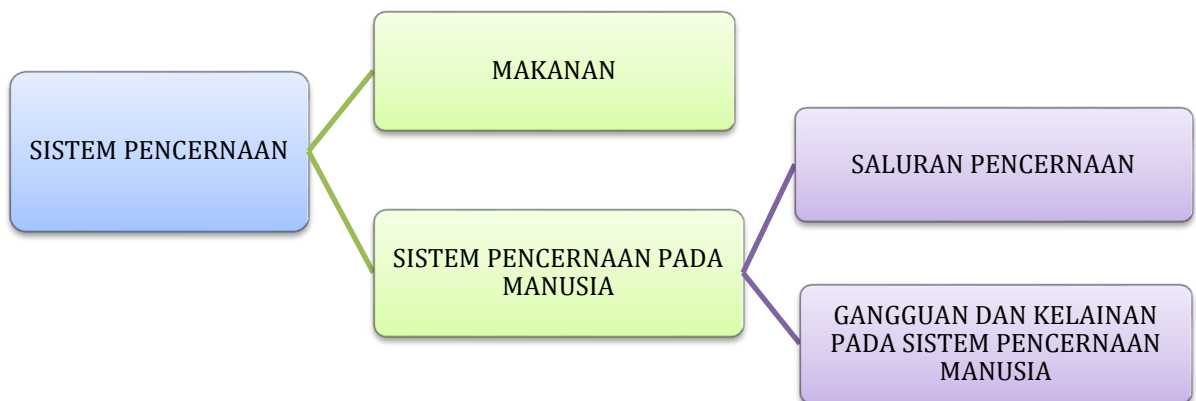 MAKANAN
SISTEM PENCERNAAN
SALURAN PENCERNAAN
SISTEM PENCERNAAN PADA
MANUSIA
GANGGUAN DAN KELAINAN
PADA SISTEM PENCERNAAN
MANUSIA